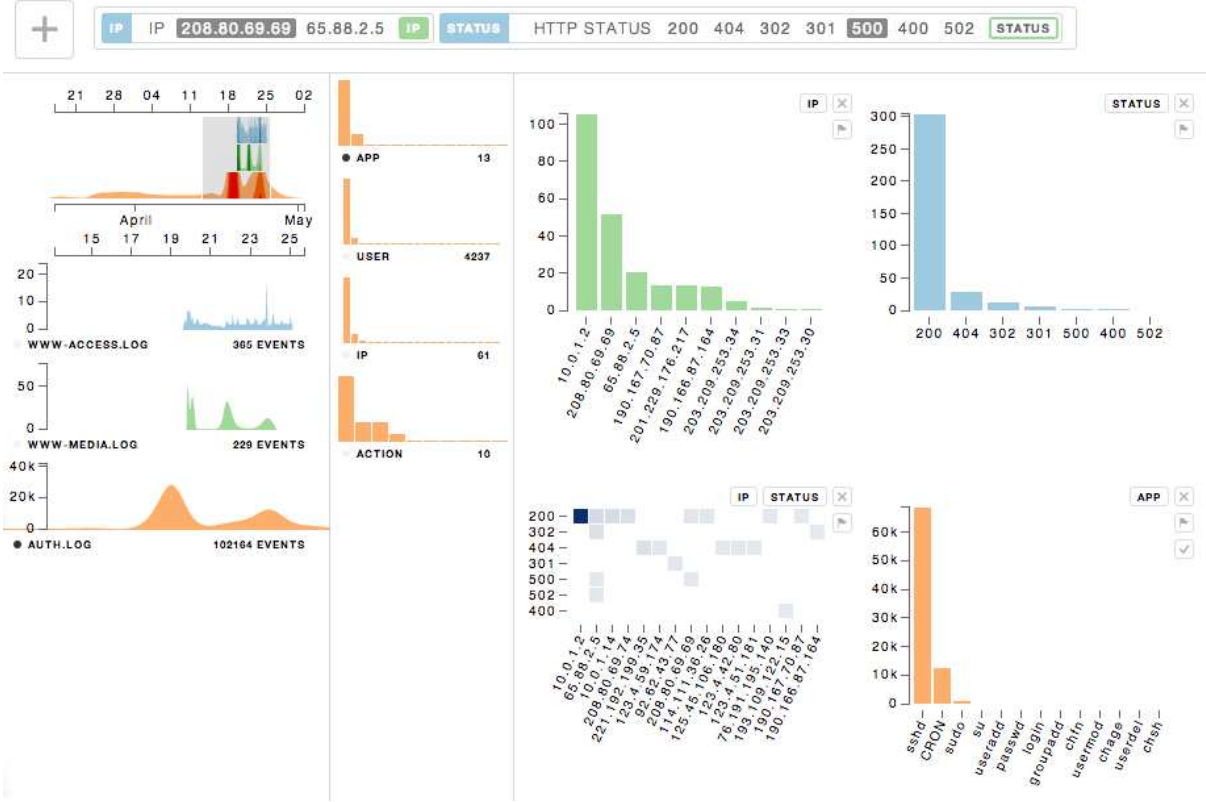 + IP IP 208.80.69.69 65.88.2.5 IP STATUS HTTP STATUS 200 404 302 301 500 400 502 STATUS
21 28 04 11 18 25 02
April May
15 17 19 21 23 25
20
10
0
WWW-ACCESS.LOG 365 EVENTS
50
0
WWW-MEDIA.LOG 229 EVENTS
40k
20k
0
AUTH.LOG 102164 EVENTS
APP 13
USER 4237
IP 61
ACTION 10
IP
100
80
60
40
20
0
10.0.1.2
208.80.69.69
65.88.2.5
190.167.70.87
201.229.176.217
190.166.87.164
203.209.253.34
203.209.253.31
203.209.253.33
203.209.253.30
STATUS
300
250
200
150
100
50
0
200 404 302 301 500 400 502
IP STATUS
200
302
404
301
500
502
400
10.0.1.2
65.88.2.5
10.0.1.14
208.80.69.74
221.192.199.35
123.4.59.174
92.62.43.77
208.80.69.69
114.111.36.26
125.45.106.180
123.4.42.80
123.4.51.181
76.191.195.140
193.109.122.15
190.167.70.87
190.166.87.164
APP
60k
50k
40k
30k
20k
10k
0
sshd
CRON
sudo
su
useradd
passwd
login
groupadd
chfn
usermod
chage
userdel
chsh